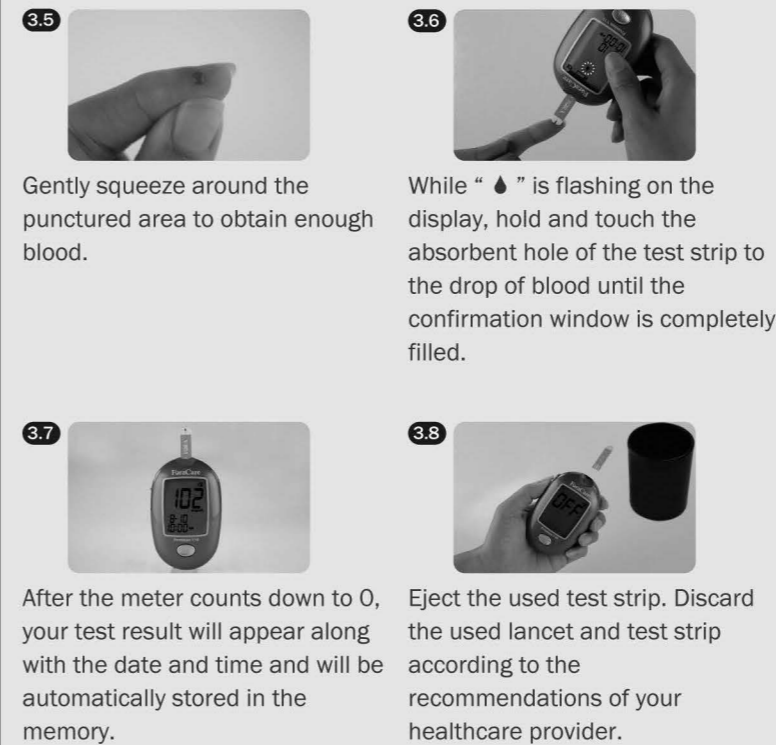 3.5
Gently squeeze around the
punctured area to obtain enough
blood.
3.6
While “ 💧 ” is flashing on the
display, hold and touch the
absorbent hole of the test strip to
the drop of blood until the
confirmation window is completely
filled.
3.7
FaraCare
102
After the meter counts down to 0,
your test result will appear along
with the date and time and will be
automatically stored in the
memory.
3.8
OFF
Eject the used test strip. Discard
the used lancet and test strip
according to the
recommendations of your
healthcare provider.